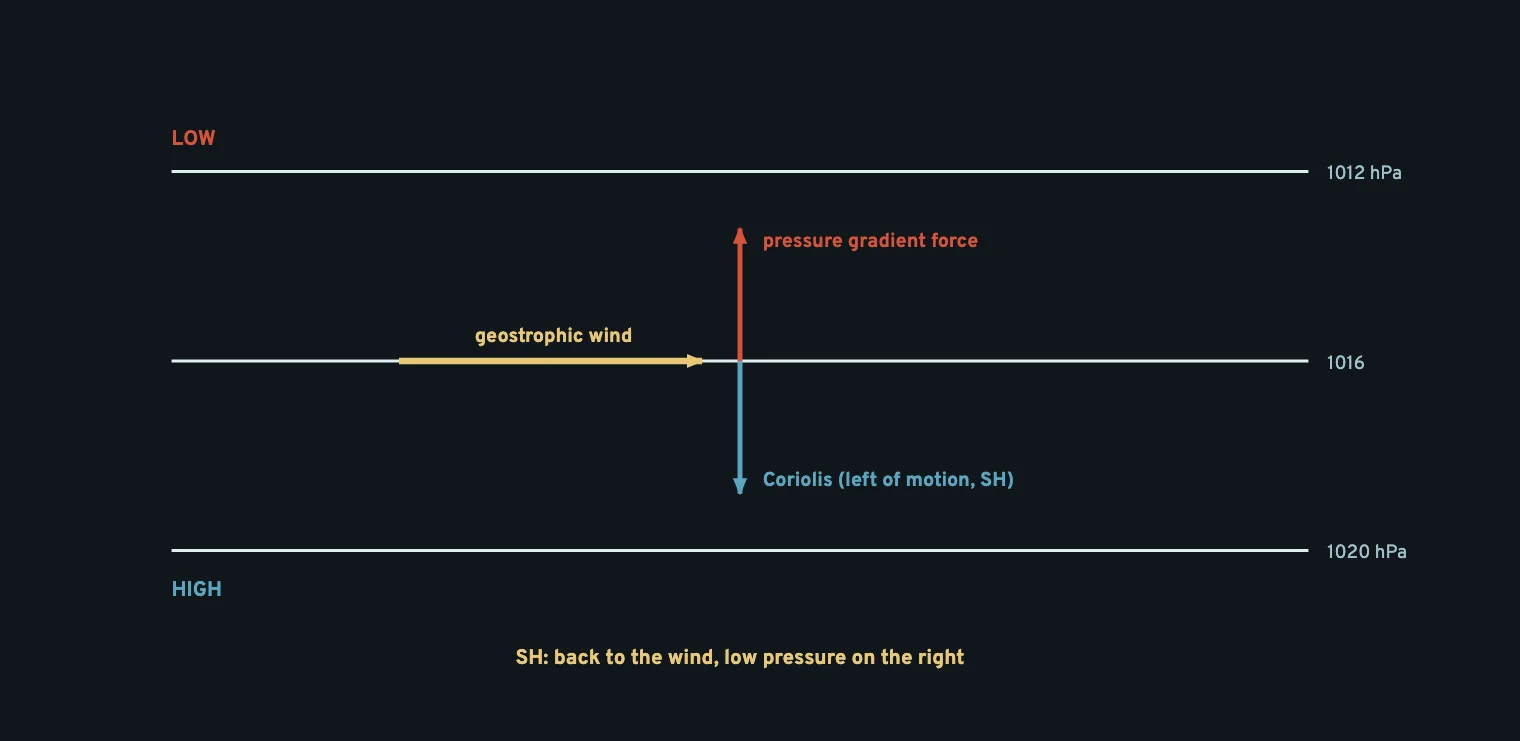 LOW
1012 hPa
pressure gradient force
geostrophic wind
1016
Coriolis (left of motion, SH)
1020 hPa
HIGH
SH: back to the wind, low pressure on the right